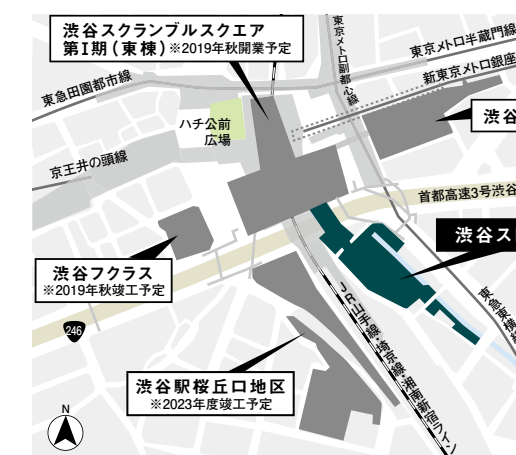 渋谷スクランブルスクエア
第Ⅰ期(東棟)※2019年秋開業予定
東京メトロ副都心線
東京メトロ半蔵門線
新東京メトロ銀座
東急田園都市線
ハチ公前
広場
渋谷
京王井の頭線
首都高速3号渋谷
渋谷ス
渋谷フクラス
※2019年秋竣工予定
東急東横
246
JR山手線・埼京線・湘南新宿ライン
渋谷駅桜丘口地区
※2023年度竣工予定
N